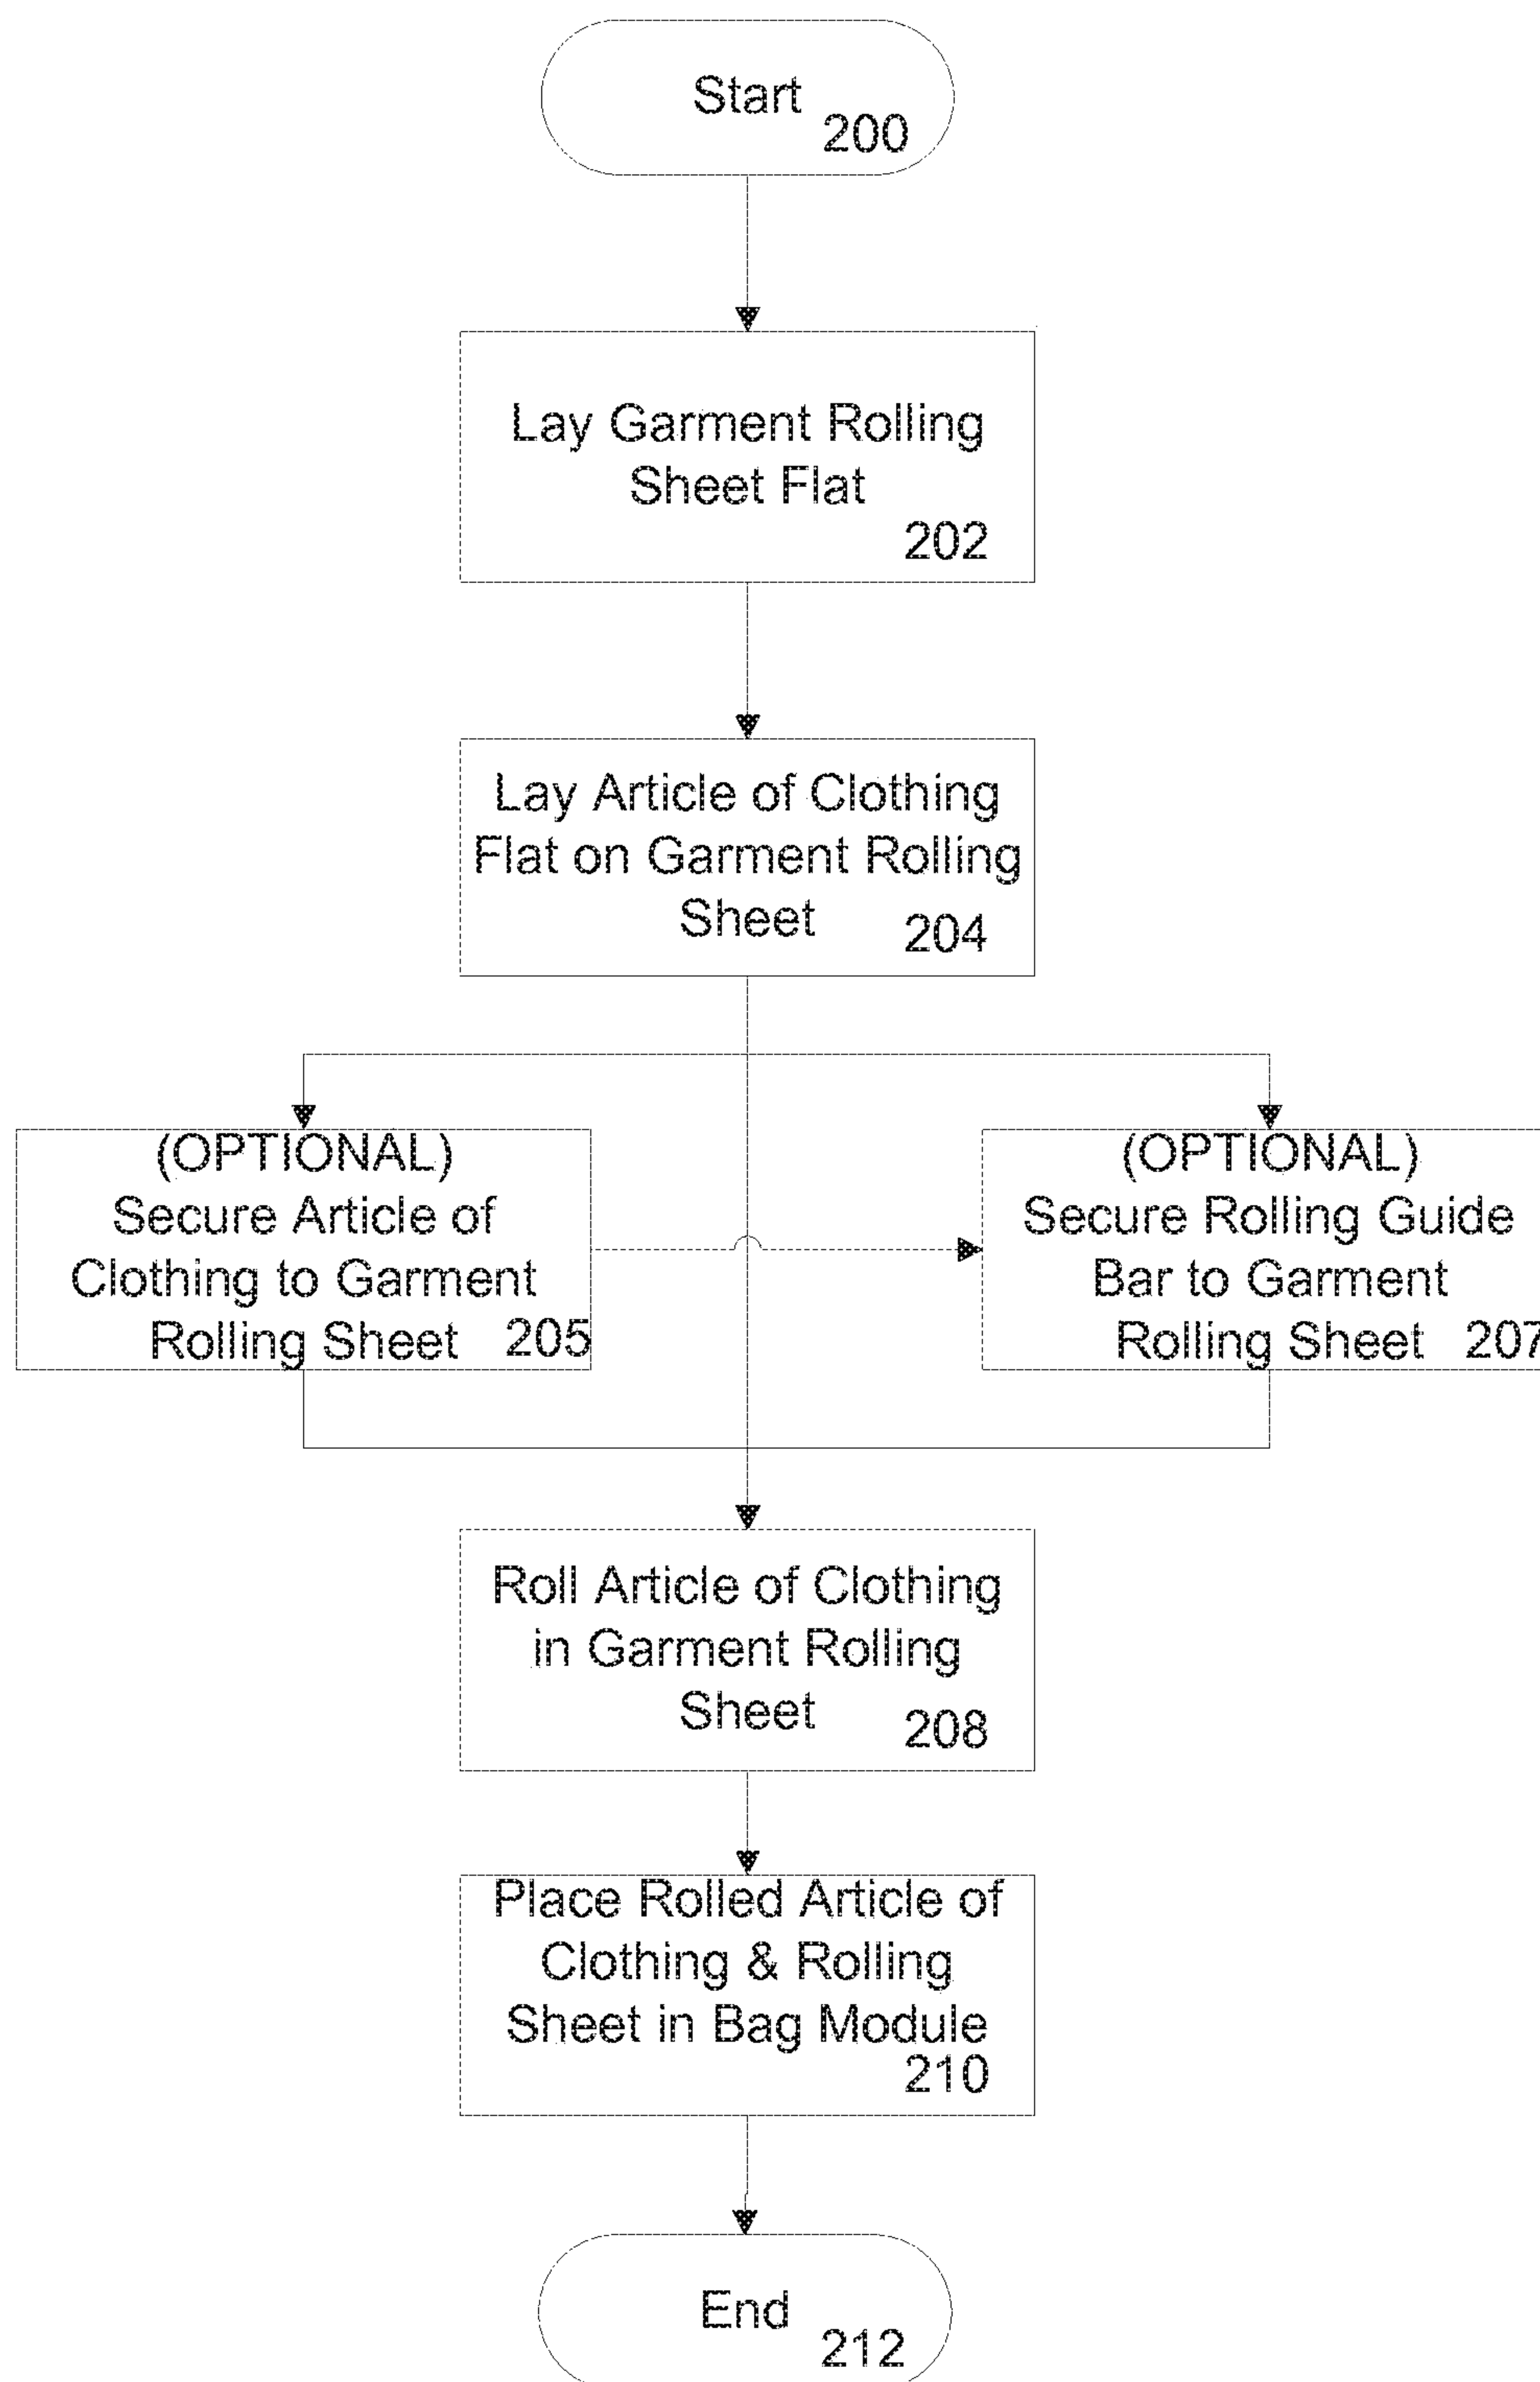 Start
200
Lay Garment Rolling
Sheet Flat
202
Lay Article of Clothing
Flat on Garment Rolling
Sheet
204
(OPTIONAL)
Secure Article of
Clothing to Garment
Rolling Sheet 205
(OPTIONAL)
Secure Rolling Guide
Bar to Garment
Rolling Sheet 207
Roll Article of Clothing
in Garment Rolling
Sheet
208
Place Rolled Article of
Clothing & Rolling
Sheet in Bag Module
210
End
212